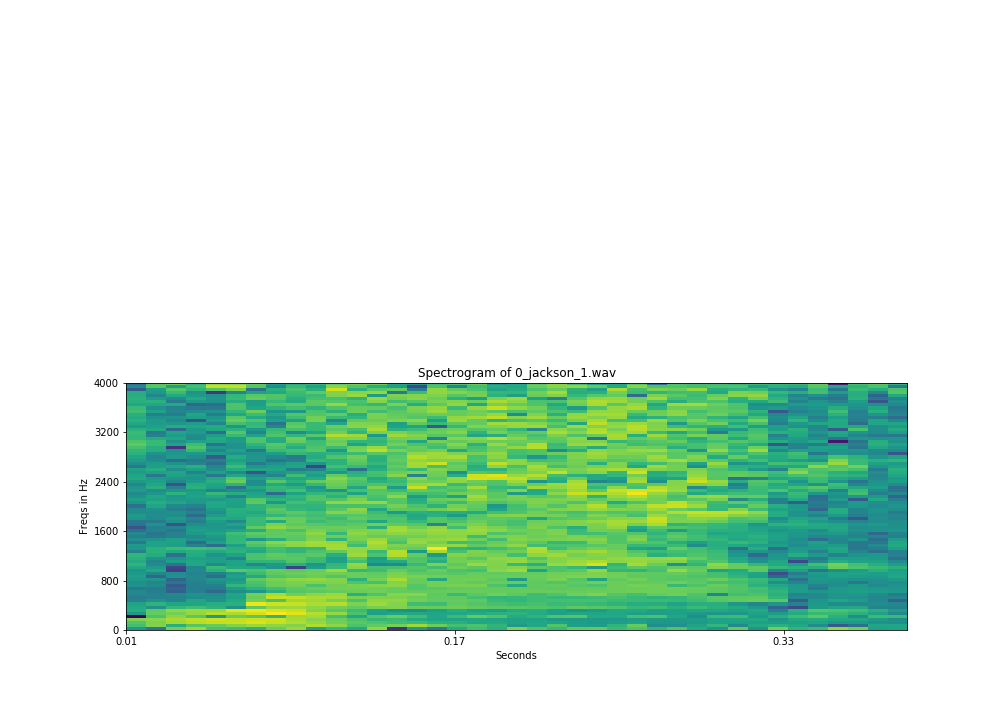 Spectrogram of 0_jackson_1.wav
4000
3200
2400
1600
800
0
Freqs in Hz
0.01 0.17 0.33
Seconds